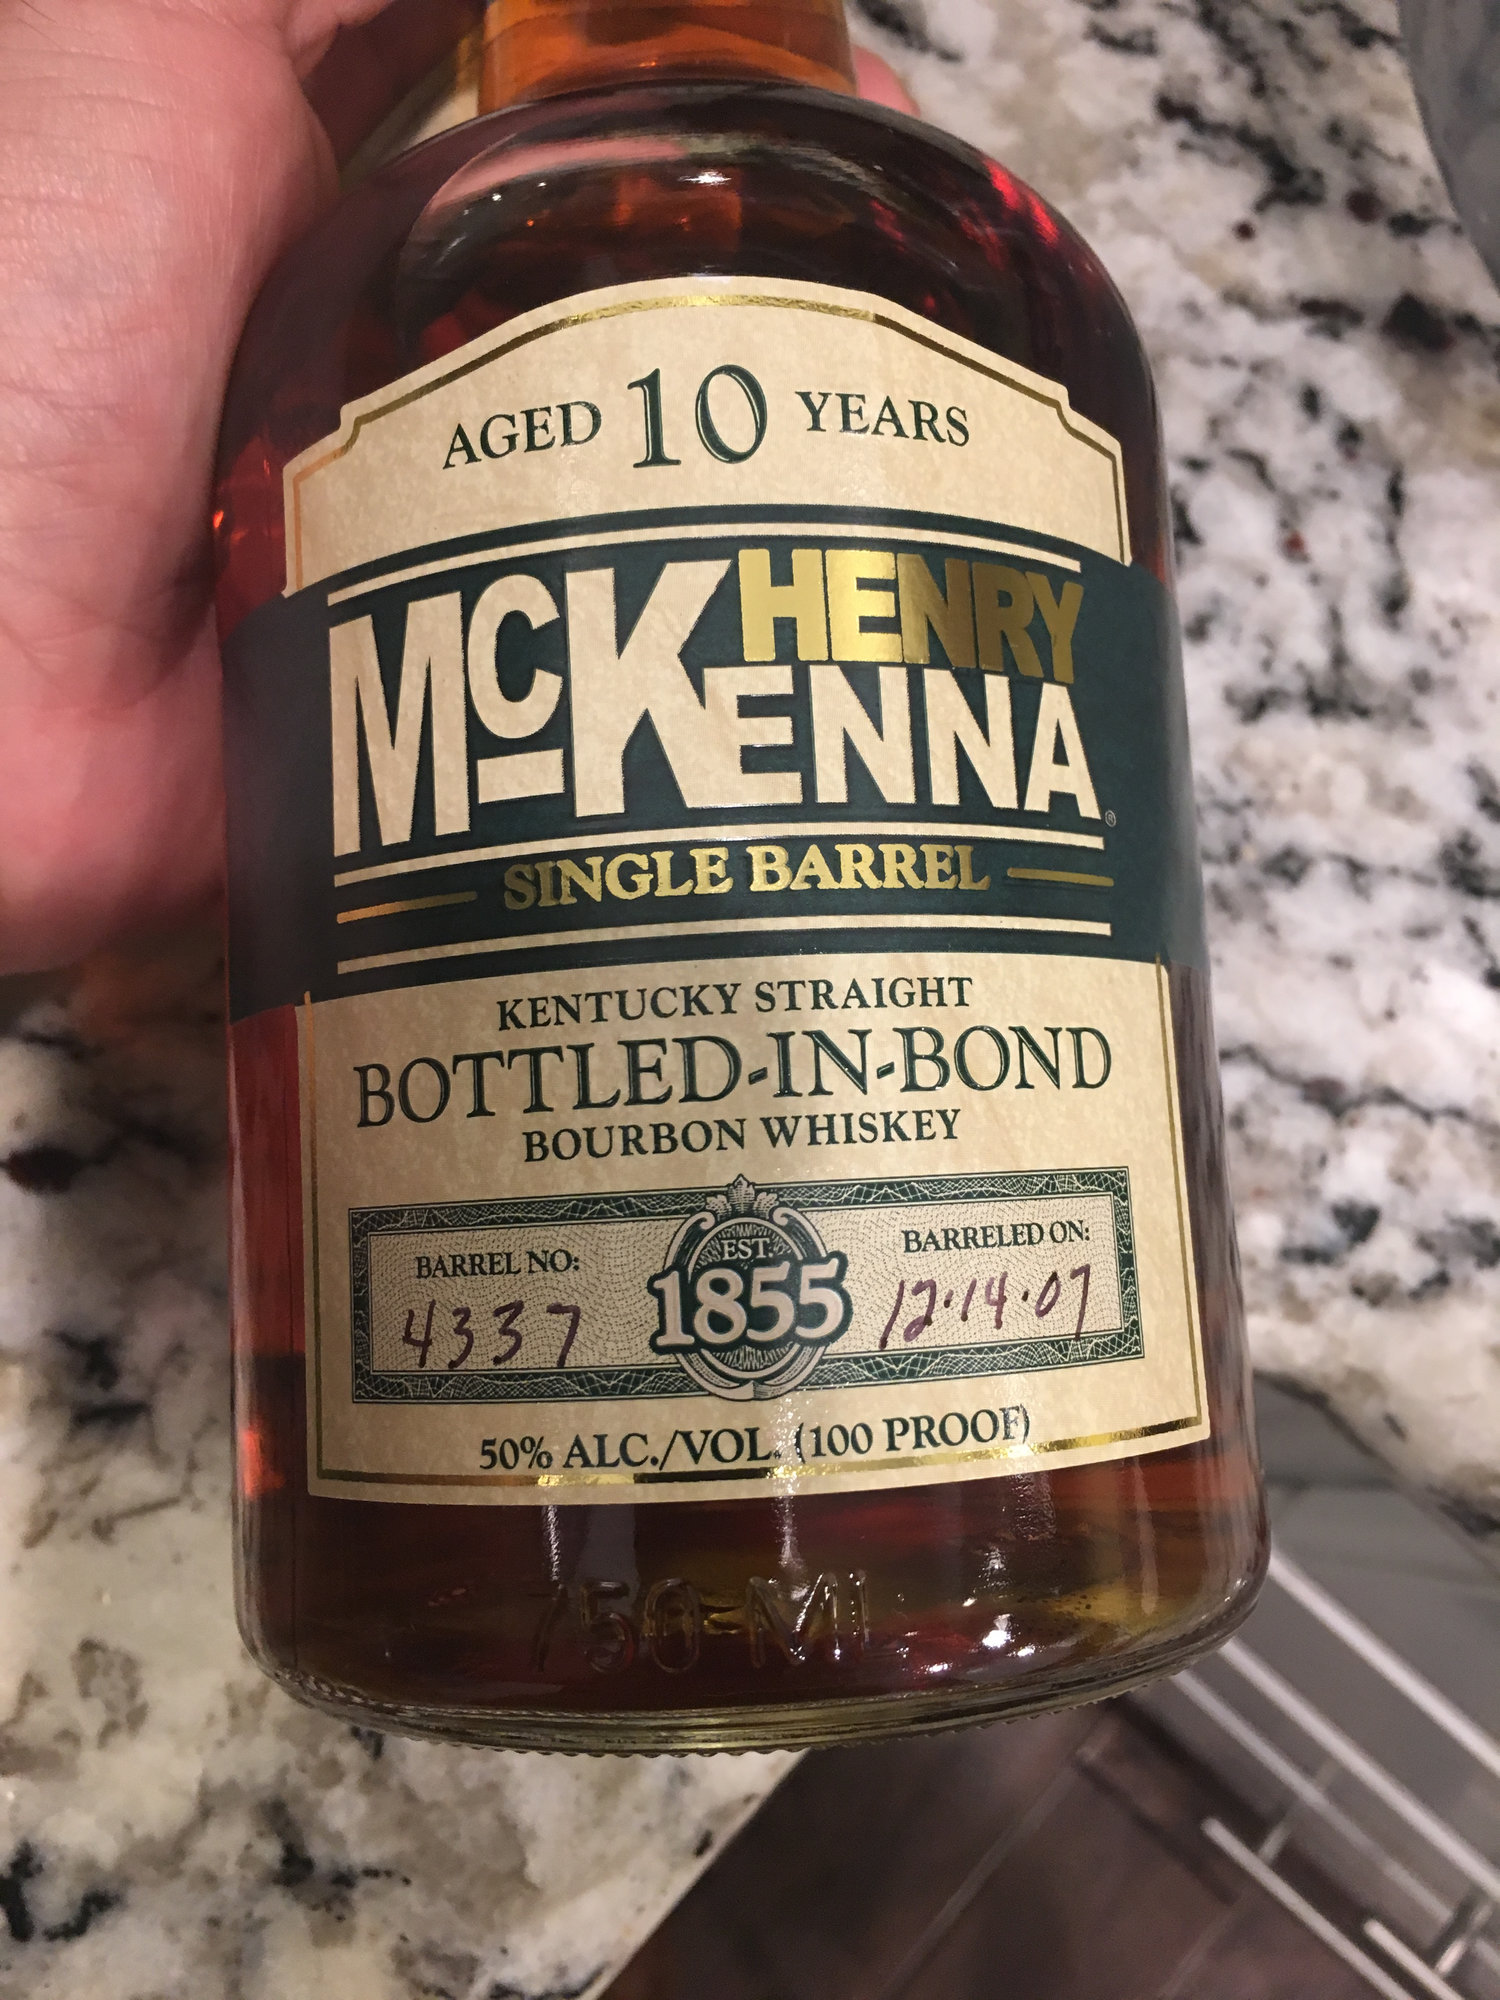 AGED 10 YEARS
HENRY
McKENNA ®
SINGLE BARREL
KENTUCKY STRAIGHT
BOTTLED-IN-BOND
BOURBON WHISKEY
BARREL NO:
4337
EST.
1855
BARRELED ON:
12·14·07
50% ALC./VOL. (100 PROOF)
750 ML